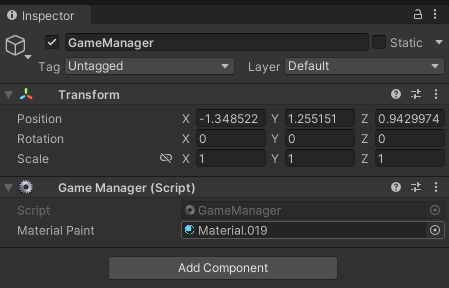 Inspector
GameManager Static
Tag Untagged Layer Default
Transform
Position X -1.348522 Y 1.255151 Z 0.9429974
Rotation X 0 Y 0 Z 0
Scale X 1 Y 1 Z 1
Game Manager (Script)
Script GameManager
Material Paint Material.019
Add Component